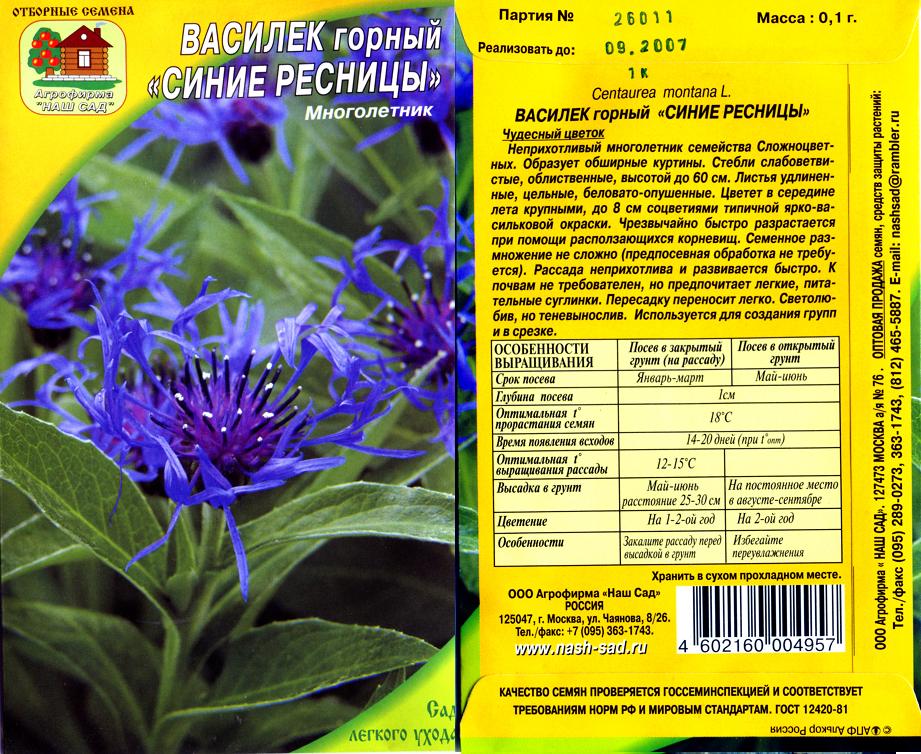 ОТБОРНЫЕ СЕМЕНА
Агрофирма
"НАШ САД"
ВАСИЛЕК горный
«СИНИЕ РЕСНИЦЫ»
Многолетник
Сад
легкого ухода
Партия № 26011 Масса : 0,1 г.
Реализовать до: 09.2007
1К
Centaurea montana L.
ВАСИЛЕК горный «СИНИЕ РЕСНИЦЫ»
Чудесный цветок
Неприхотливый многолетник семейства Сложноцвет-
ных. Образует обширные куртины. Стебли слабоветви-
стые, облиственные, высотой до 60 см. Листья удлинен-
ные, цельные, беловато-опушенные. Цветет в середине
лета крупными, до 8 см соцветиями типичной ярко-ва-
сильковой окраски. Чрезвычайно быстро разрастается
при помощи расползающихся корневищ. Семенное раз-
множение не сложно (предпосевная обработка не требу-
ется). Рассада неприхотлива и развивается быстро. К
почвам не требователен, но предпочитает легкие, пита-
тельные суглинки. Пересадку переносит легко. Светолю-
бив, но теневынослив. Используется для создания групп
и в срезке.
ОСОБЕННОСТИ ВЫРАЩИВАНИЯ Посев в закрытый грунт (на рассаду) Посев в открытый грунт
Срок посева Январь-март Май-июнь
Глубина посева 1см
Оптимальная t° прорастания семян 18°С
Время появления всходов 14-20 дней (при t°опт)
Оптимальная t° выращивания рассады 12-15°С
Высадка в грунт Май-июнь расстояние 25-30 см На постоянное место в августе-сентябре
Цветение На 1-2-ой год На 2-ой год
Особенности Закалите рассаду перед высадкой в грунт Избегайте переувлажнения
Хранить в сухом прохладном месте.
ООО Агрофирма «Наш Сад»
РОССИЯ
125047, г. Москва, ул. Чаянова, 8/26.
Тел./факс: +7 (095) 363-1743.
www.nash-sad.ru
4 602160 004957
КАЧЕСТВО СЕМЯН ПРОВЕРЯЕТСЯ ГОССЕМИНСПЕКЦИЕЙ И СООТВЕТСТВУЕТ
ТРЕБОВАНИЯМ НОРМ РФ И МИРОВЫМ СТАНДАРТАМ. ГОСТ 12420-81
©АПФ Алькор Россия
ООО Агрофирма « НАШ САД». 127473 МОСКВА а/я № 76. ОПТОВАЯ ПРОДАЖА семян, средств защиты растений:
Тел./факс (095) 289-0273, 363-1743, (812) 465-5887. E-mail: nashsad@rambler.ru